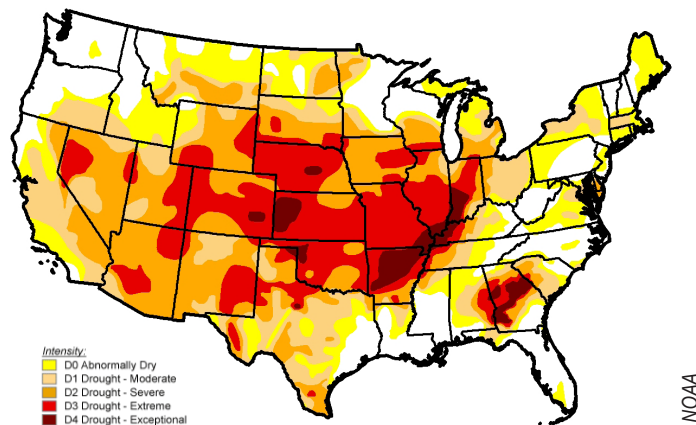 Intensity:
D0 Abnormally Dry
D1 Drought - Moderate
D2 Drought - Severe
D3 Drought - Extreme
D4 Drought - Exceptional
NOAA